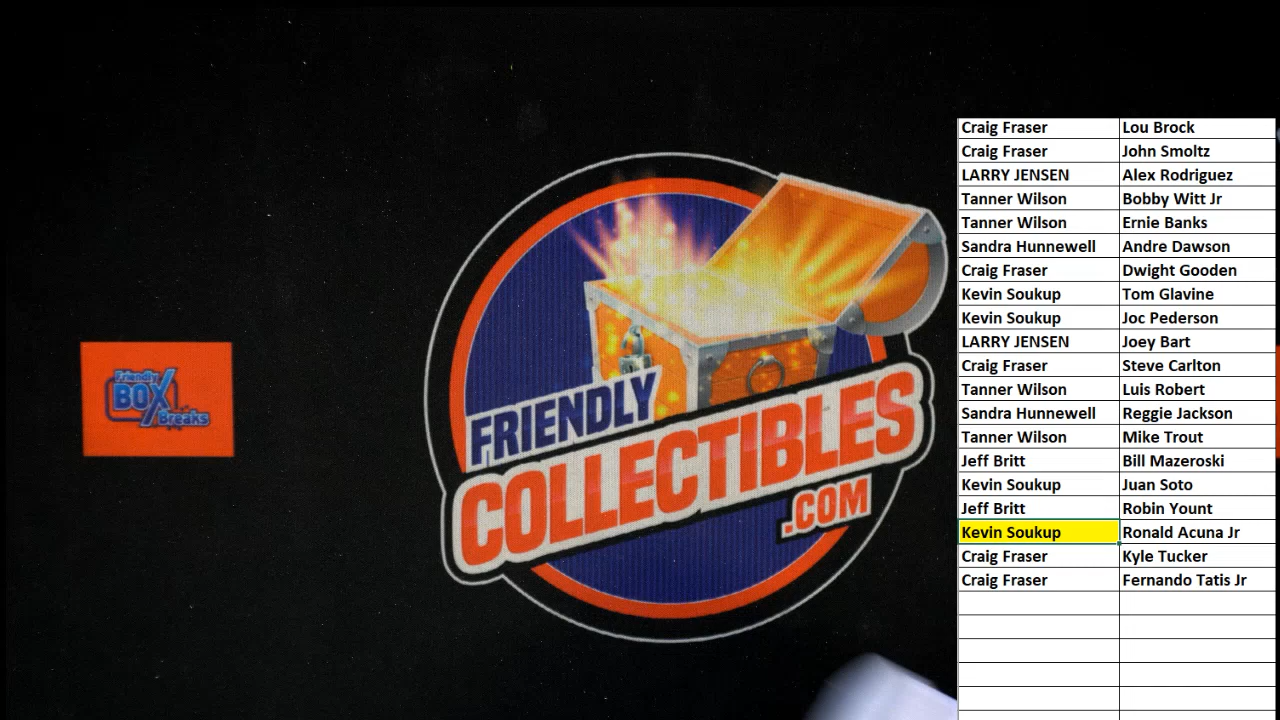 Friendly
BOX
Breaks
FRIENDLY
COLLECTIBLES
.COM
Craig Fraser Lou Brock
Craig Fraser John Smoltz
LARRY JENSEN Alex Rodriguez
Tanner Wilson Bobby Witt Jr
Tanner Wilson Ernie Banks
Sandra Hunnewell Andre Dawson
Craig Fraser Dwight Gooden
Kevin Soukup Tom Glavine
Kevin Soukup Joc Pederson
LARRY JENSEN Joey Bart
Craig Fraser Steve Carlton
Tanner Wilson Luis Robert
Sandra Hunnewell Reggie Jackson
Tanner Wilson Mike Trout
Jeff Britt Bill Mazeroski
Kevin Soukup Juan Soto
Jeff Britt Robin Yount
Kevin Soukup Ronald Acuna Jr
Craig Fraser Kyle Tucker
Craig Fraser Fernando Tatis Jr